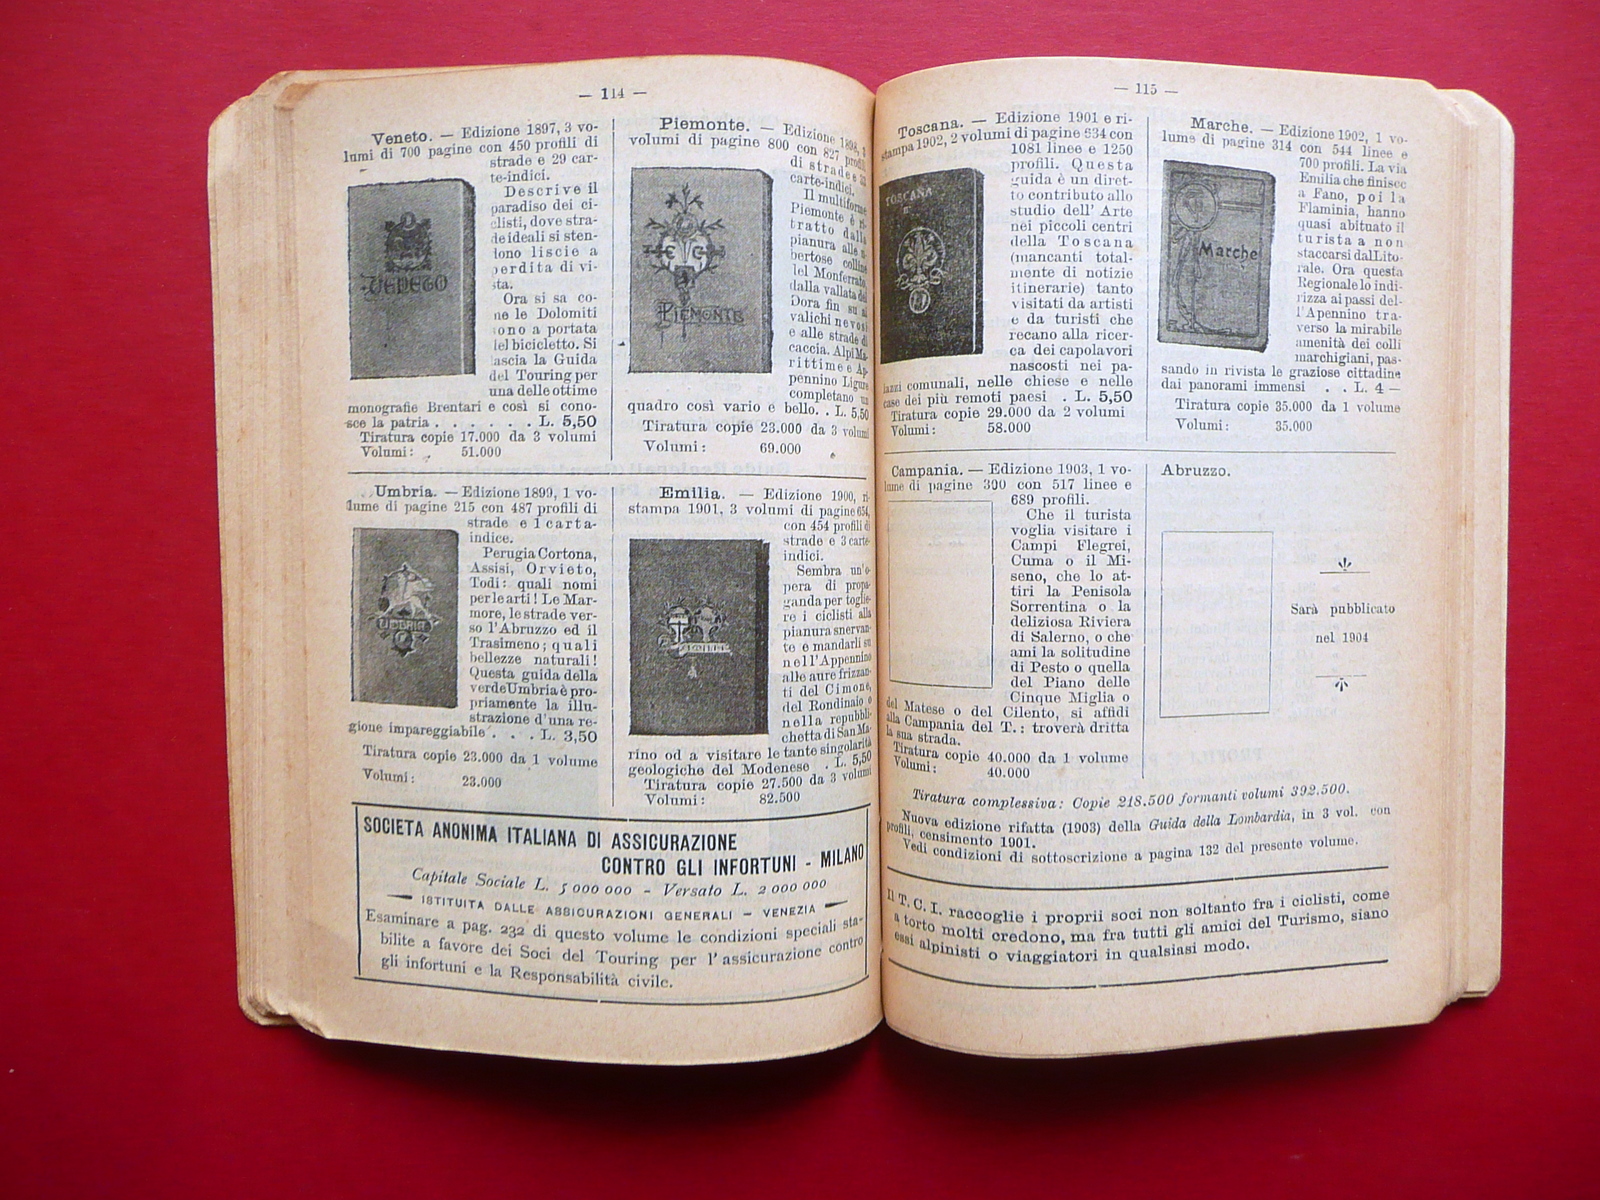 — 114 —
Veneto. — Edizione 1897, 3 vo-
lumi di 700 pagine con 450 profili di
strade e 29 car-
te-indici.
Descrive il
paradiso dei ci-
clisti, dove stra-
de ideali si sten-
dono liscie a
perdita di vi-
sta.
Ora si sa co-
me le Dolomiti
sono a portata
del bicicletto. Si
lascia la Guida
del Touring per
una delle ottime
monografie Brentari e così si cono-
sce la patria . . . . . . L. 5,50
Tiratura copie 17.000 da 3 volumi
Volumi: 51.000
VENETO
Piemonte. — Edizione 1898, 3
volumi di pagine 800 con 827 profili
di strade e 33
carte-indici.
Il multiforme
Piemonte è ri-
tratto dalla
pianura alle u-
bertose colline
del Monferrato,
dalla vallata del
Dora fin su ai
valichi nevosi
e alle strade di
caccia. Alpi Ma-
rittime e Ap-
pennino Ligure
completano un
quadro così vario e bello. . L. 5,50
Tiratura copie 23.000 da 3 volumi
Volumi: 69.000
PIEMONTE
Umbria. — Edizione 1899, 1 vo-
lume di pagine 215 con 487 profili di
strade e 1 carta-
indice.
Perugia Cortona,
Assisi, Orvieto,
Todi: quali nomi
per le arti! Le Mar-
more, le strade ver-
so l'Abruzzo ed il
Trasimeno; quali
bellezze naturali!
Questa guida della
verde Umbria è pro-
priamente la illu-
strazione d'una re-
gione impareggiabile . . . L. 3,50
Tiratura copie 23.000 da 1 volume
Volumi: 23.000
UMBRIA
Emilia. — Edizione 1900, ri-
stampa 1901, 3 volumi di pagine 654,
con 454 profili di
strade e 3 carte-
indici.
Sembra un'o-
pera di propa-
ganda per toglie-
re i ciclisti alla
pianura snervan-
te e mandarli su
nell'Appennino
alle aure frizzan-
ti del Cimone,
del Rondinaio o
nella repubbli-
chetta di San Ma-
rino od a visitare le tante singolarità
geologiche del Modenese . L. 5,50
Tiratura copie 27.500 da 3 volumi
Volumi: 82.500
SOCIETA ANONIMA ITALIANA DI ASSICURAZIONE
CONTRO GLI INFORTUNI - MILANO
Capitale Sociale L. 5 000 000 - Versato L. 2 000 000
ISTITUITA DALLE ASSICURAZIONI GENERALI - VENEZIA
Esaminare a pag. 232 di questo volume le condizioni speciali sta-
bilite a favore dei Soci del Touring per l'assicurazione contro
gli infortuni e la Responsabilità civile.
— 115 —
Toscana. — Edizione 1901 e ri-
stampa 1902, 2 volumi di pagine 634 con
1081 linee e 1250
profili. Questa
guida è un diret-
to contributo allo
studio dell'Arte
nei piccoli centri
della Toscana
(mancanti total-
mente di notizie
itinerarie) tanto
visitati da artisti
e da turisti che
recano alla ricer-
ca dei capolavori
nascosti nei pa-
lazzi comunali, nelle chiese e nelle
case dei più remoti paesi . L. 5,50
Tiratura copie 29.000 da 2 volumi
Volumi: 58.000
TOSCANA
Marche. — Edizione 1902, 1 vo-
lume di pagine 314 con 544 linee e
700 profili. La via
Emilia che finisce
a Fano, poi la
Flaminia, hanno
quasi abituato il
turista a non
staccarsi dal Lito-
rale. Ora questa
Regionale lo indi-
rizza ai passi del-
l'Apennino tra-
verso la mirabile
amenità dei colli
marchigiani, pas-
sando in rivista le graziose cittadine
dai panorami immensi . . L. 4 —
Tiratura copie 35.000 da 1 volume
Volumi: 35.000
Marche
Campania. — Edizione 1903, 1 vo-
lume di pagine 300 con 517 linee e
689 profili.
Che il turista
voglia visitare i
Campi Flegrei,
Cuma o il Mi-
seno, che lo at-
tiri la Penisola
Sorrentina o la
deliziosa Riviera
di Salerno, o che
ami la solitudine
di Pesto o quella
del Piano delle
Cinque Miglia o
del Matese o del Cilento, si affidi
alla Campania del T.: troverà dritta
la sua strada.
Tiratura copie 40.000 da 1 volume
Volumi: 40.000
Abruzzo.
Sarà pubblicato
nel 1904
Tiratura complessiva: Copie 218.500 formanti volumi 392.500.
Nuova edizione rifatta (1903) della Guida della Lombardia, in 3 vol. con
profili, censimento 1901.
Vedi condizioni di sottoscrizione a pagina 132 del presente volume.
Il T. C. I. raccoglie i proprii soci non soltanto fra i ciclisti, come
a torto molti credono, ma fra tutti gli amici del Turismo, siano
essi alpinisti o viaggiatori in qualsiasi modo.